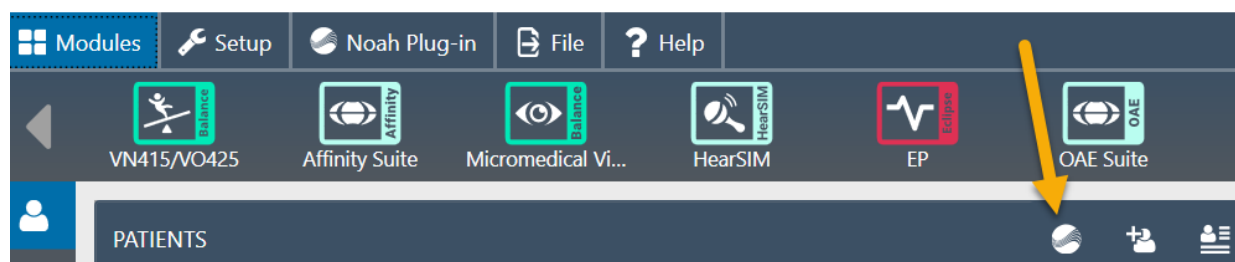 Modules Setup Noah Plug-in File ? Help
Balance Affinity Balance HearSIM Eclipse OAE
VN415/VO425 Affinity Suite Micromedical Vi... HearSIM EP OAE Suite
PATIENTS